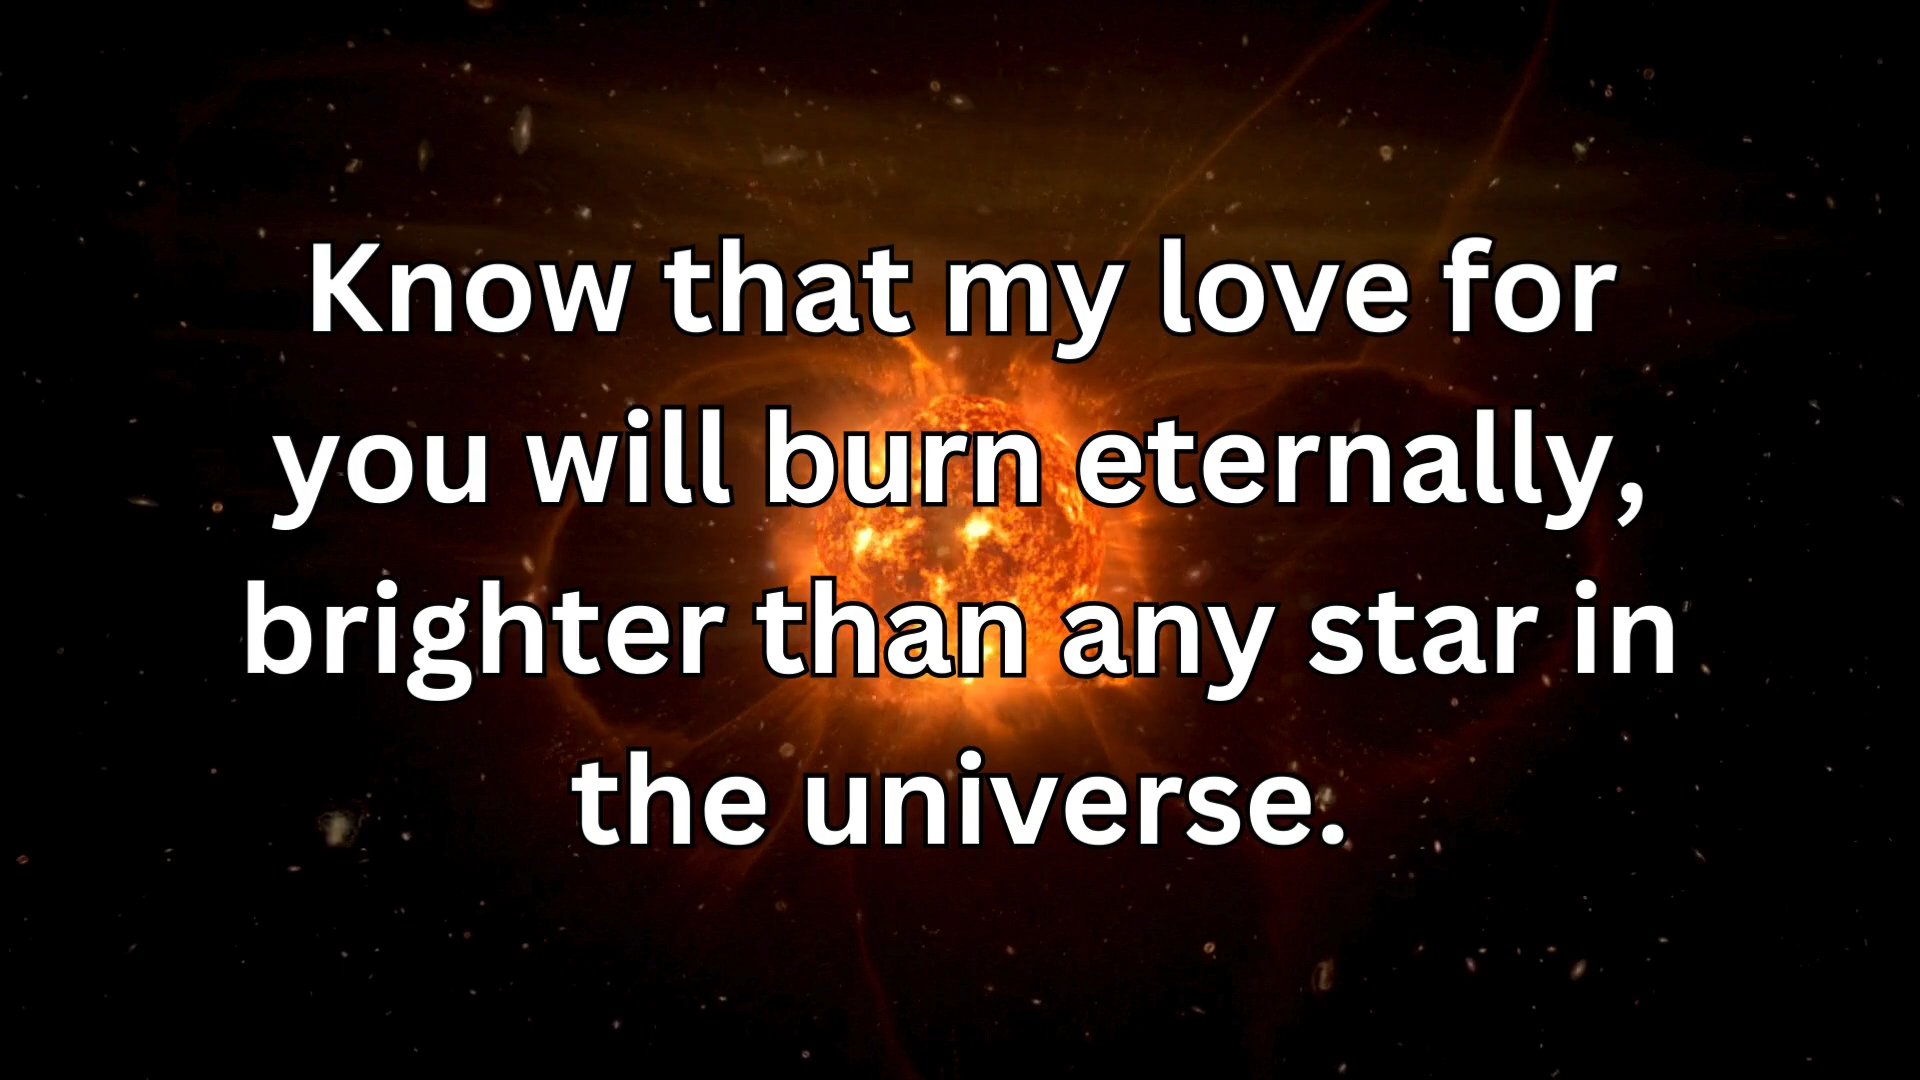 Know that my love for
you will burn eternally,
brighter than any star in
the universe.